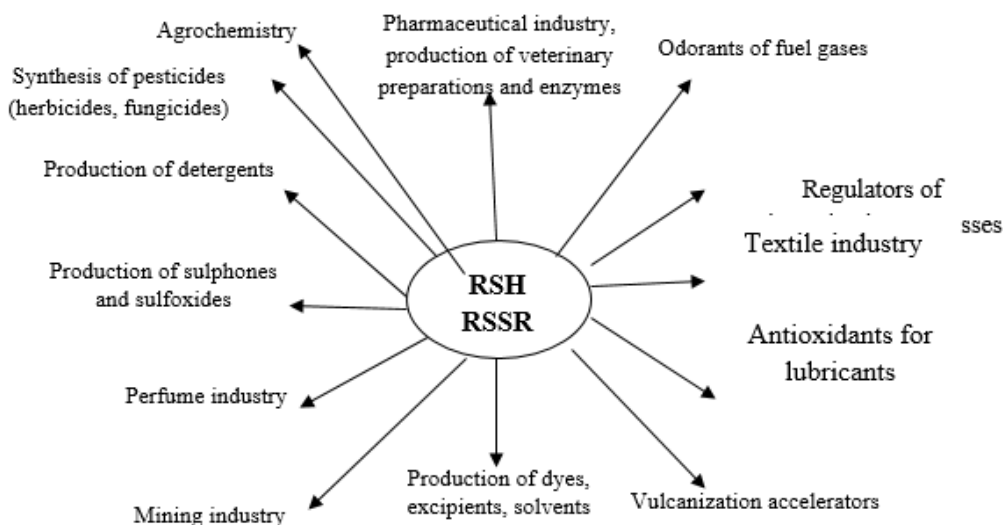 Agrochemistry
Pharmaceutical industry,
production of veterinary
preparations and enzymes
Odorants of fuel gases
Synthesis of pesticides
(herbicides, fungicides)
Production of detergents
Regulators of
sses
Textile industry
RSH
RSSR
Production of sulphones
and sulfoxides
Antioxidants for
lubricants
Perfume industry
Production of dyes,
excipients, solvents
Vulcanization accelerators
Mining industry